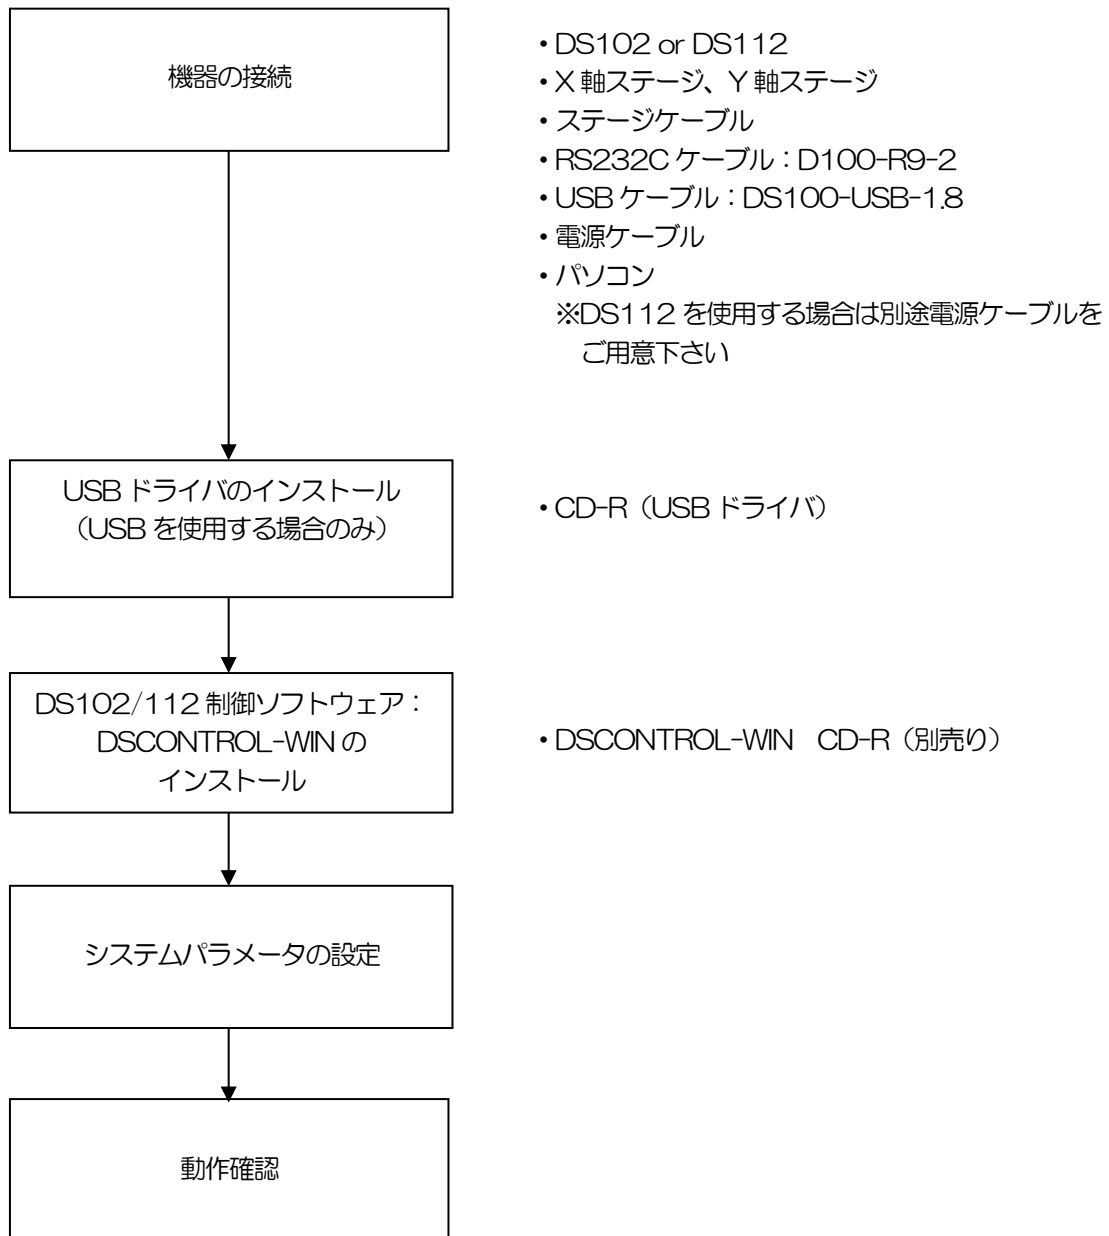 機器の接続
・DS102 or DS112
・X 軸ステージ、Y 軸ステージ
・ステージケーブル
・RS232C ケーブル：D100-R9-2
・USB ケーブル：DS100-USB-1.8
・電源ケーブル
・パソコン
※DS112 を使用する場合は別途電源ケーブルを
ご用意下さい
USB ドライバのインストール
（USB を使用する場合のみ）
・CD-R（USB ドライバ）
DS102/112 制御ソフトウェア：
DSCONTROL-WIN の
インストール
・DSCONTROL-WIN　CD-R（別売り）
システムパラメータの設定
動作確認